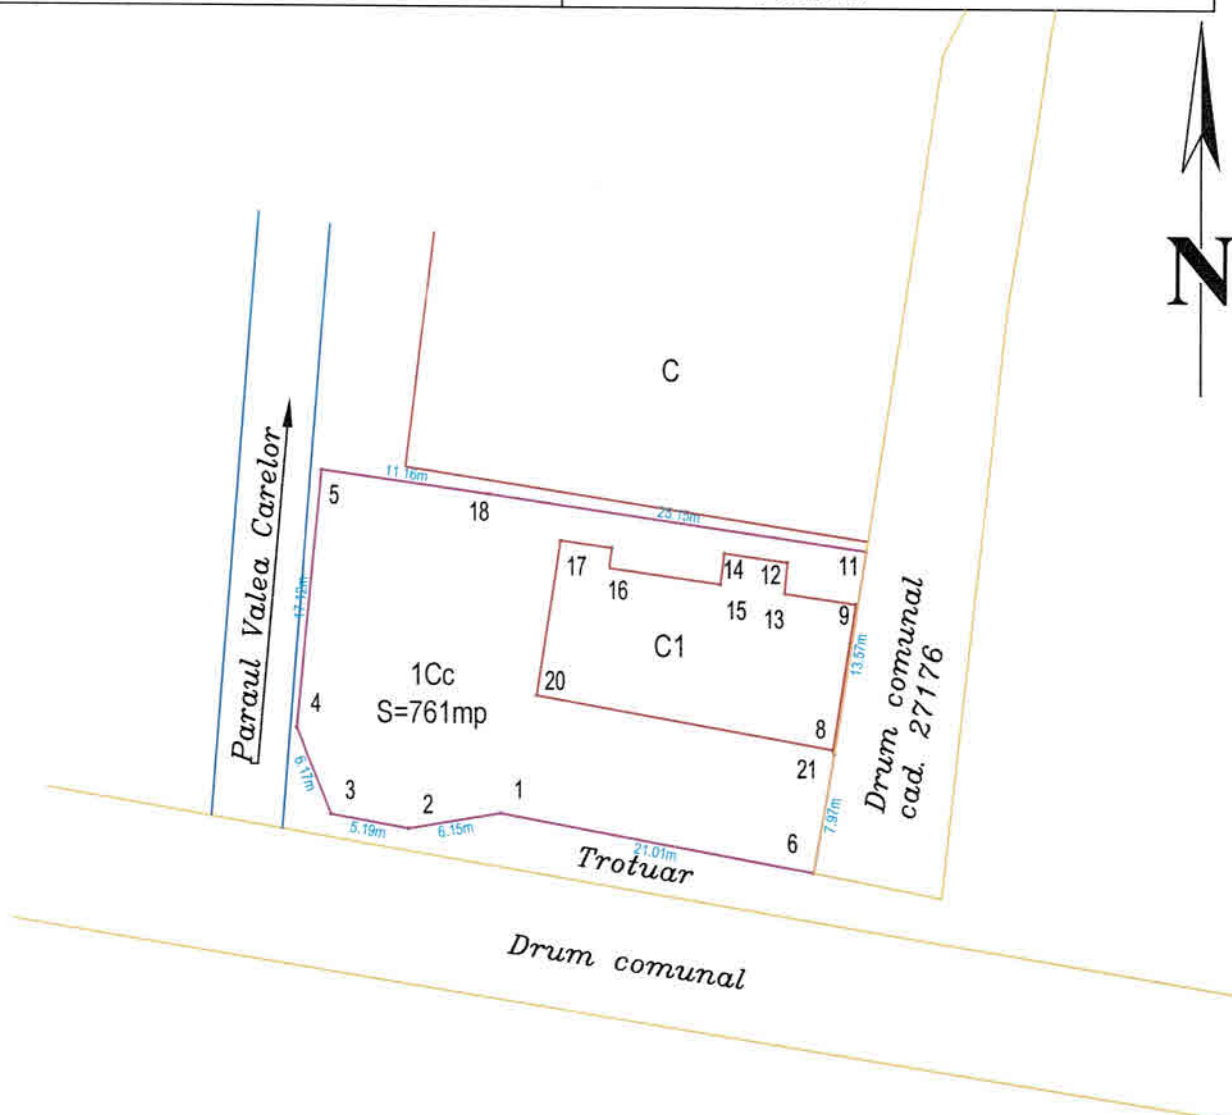 N
C
11.16m
5
18
25.15m
11
17
14
12
16
15
13
9
Paraul Valea Carelor
17.12m
C1
13.57m
Drum comunal
cad. 27176
1Cc
S=761mp
20
4
8
21
6.17m
3
2
1
7.97m
5.19m
6.15m
21.01m
6
Trotuar
Drum comunal